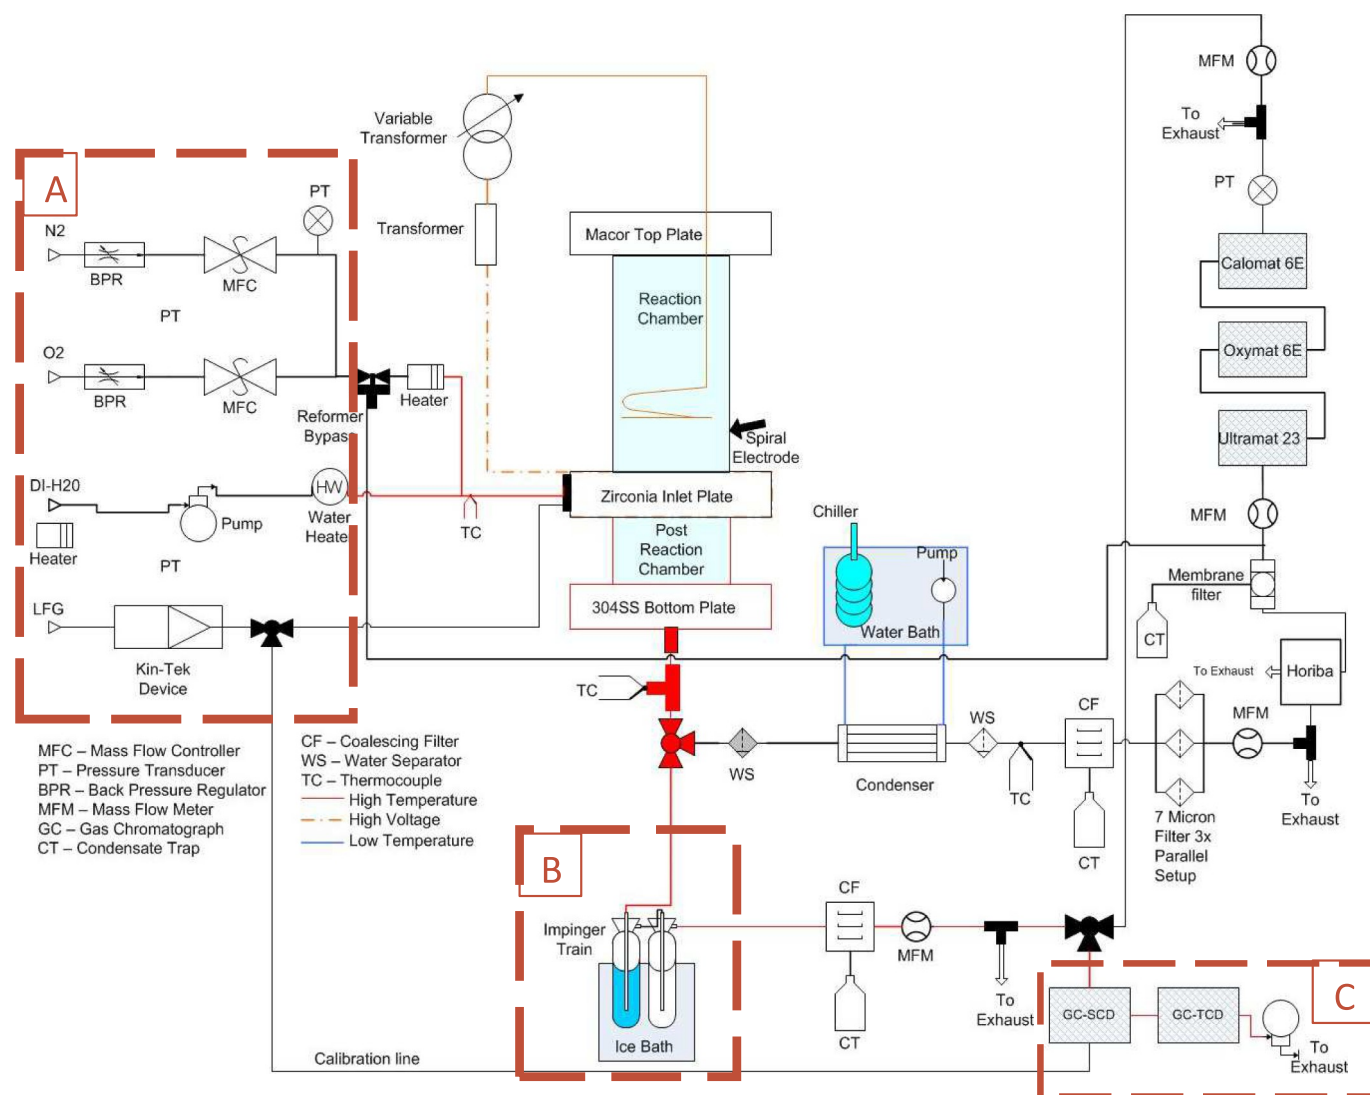 MFM
To
Exhaust
PT
Calomat 6E
Oxymat 6E
Ultramat 23
MFM
Membrane
filter
CT
To Exhaust
Horiba
Variable
Transformer
Transformer
Macor Top Plate
Reaction
Chamber
Spiral
Electrode
Zirconia Inlet Plate
Post
Reaction
Chamber
304SS Bottom Plate
A
PT
N2
BPR
MFC
PT
O2
BPR
MFC
Reformer
Bypass
Heater
DI-H20
HW
Pump
Water
Heater
Heater
PT
TC
LFG
Kin-Tek
Device
Chiller
Pump
Water Bath
TC
WS
Condenser
WS
TC
CF
CT
7 Micron
Filter 3x
Parallel
Setup
MFM
To
Exhaust
MFC – Mass Flow Controller
PT – Pressure Transducer
BPR – Back Pressure Regulator
MFM – Mass Flow Meter
GC – Gas Chromatograph
CT – Condensate Trap
CF – Coalescing Filter
WS – Water Separator
TC – Thermocouple
High Temperature
High Voltage
Low Temperature
B
Impinger
Train
Ice Bath
CF
CT
MFM
To
Exhaust
C
GC-SCD
GC-TCD
To
Exhaust
Calibration line